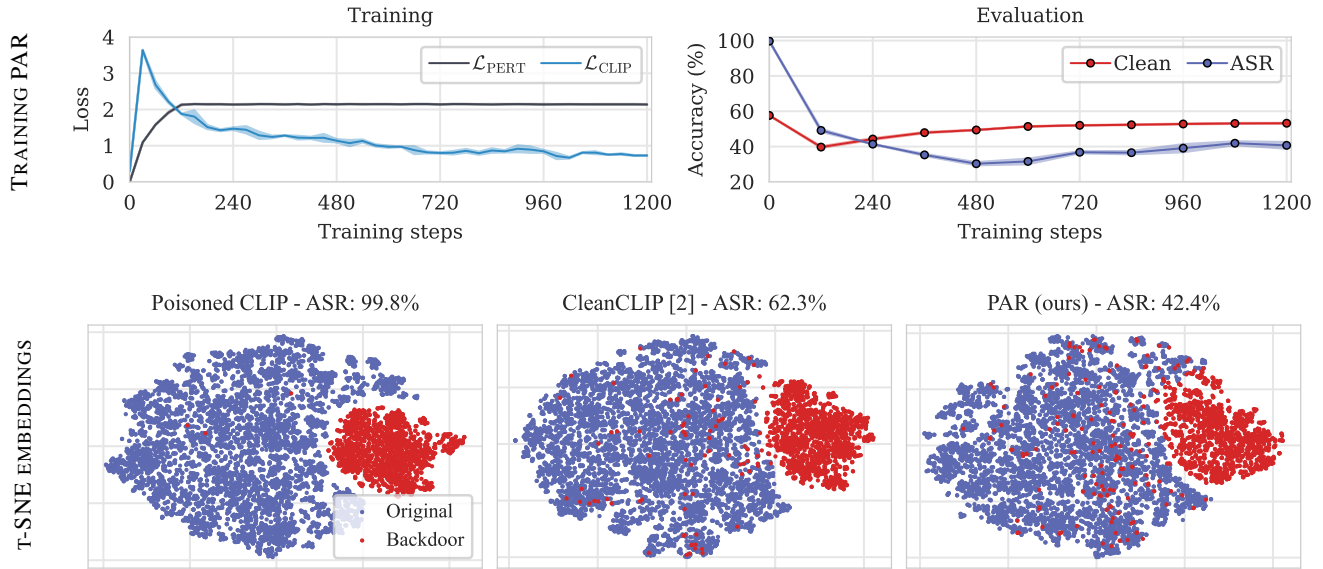 TRAINING PAR
Training
Loss
4
3
2
1
0
ℒPERT ℒCLIP
0 240 480 720 960 1200
Training steps
Evaluation
Accuracy (%)
100
80
60
40
20
Clean ASR
0 240 480 720 960 1200
Training steps
T-SNE EMBEDDINGS
Poisoned CLIP - ASR: 99.8%
Original
Backdoor
CleanCLIP [2] - ASR: 62.3%
PAR (ours) - ASR: 42.4%